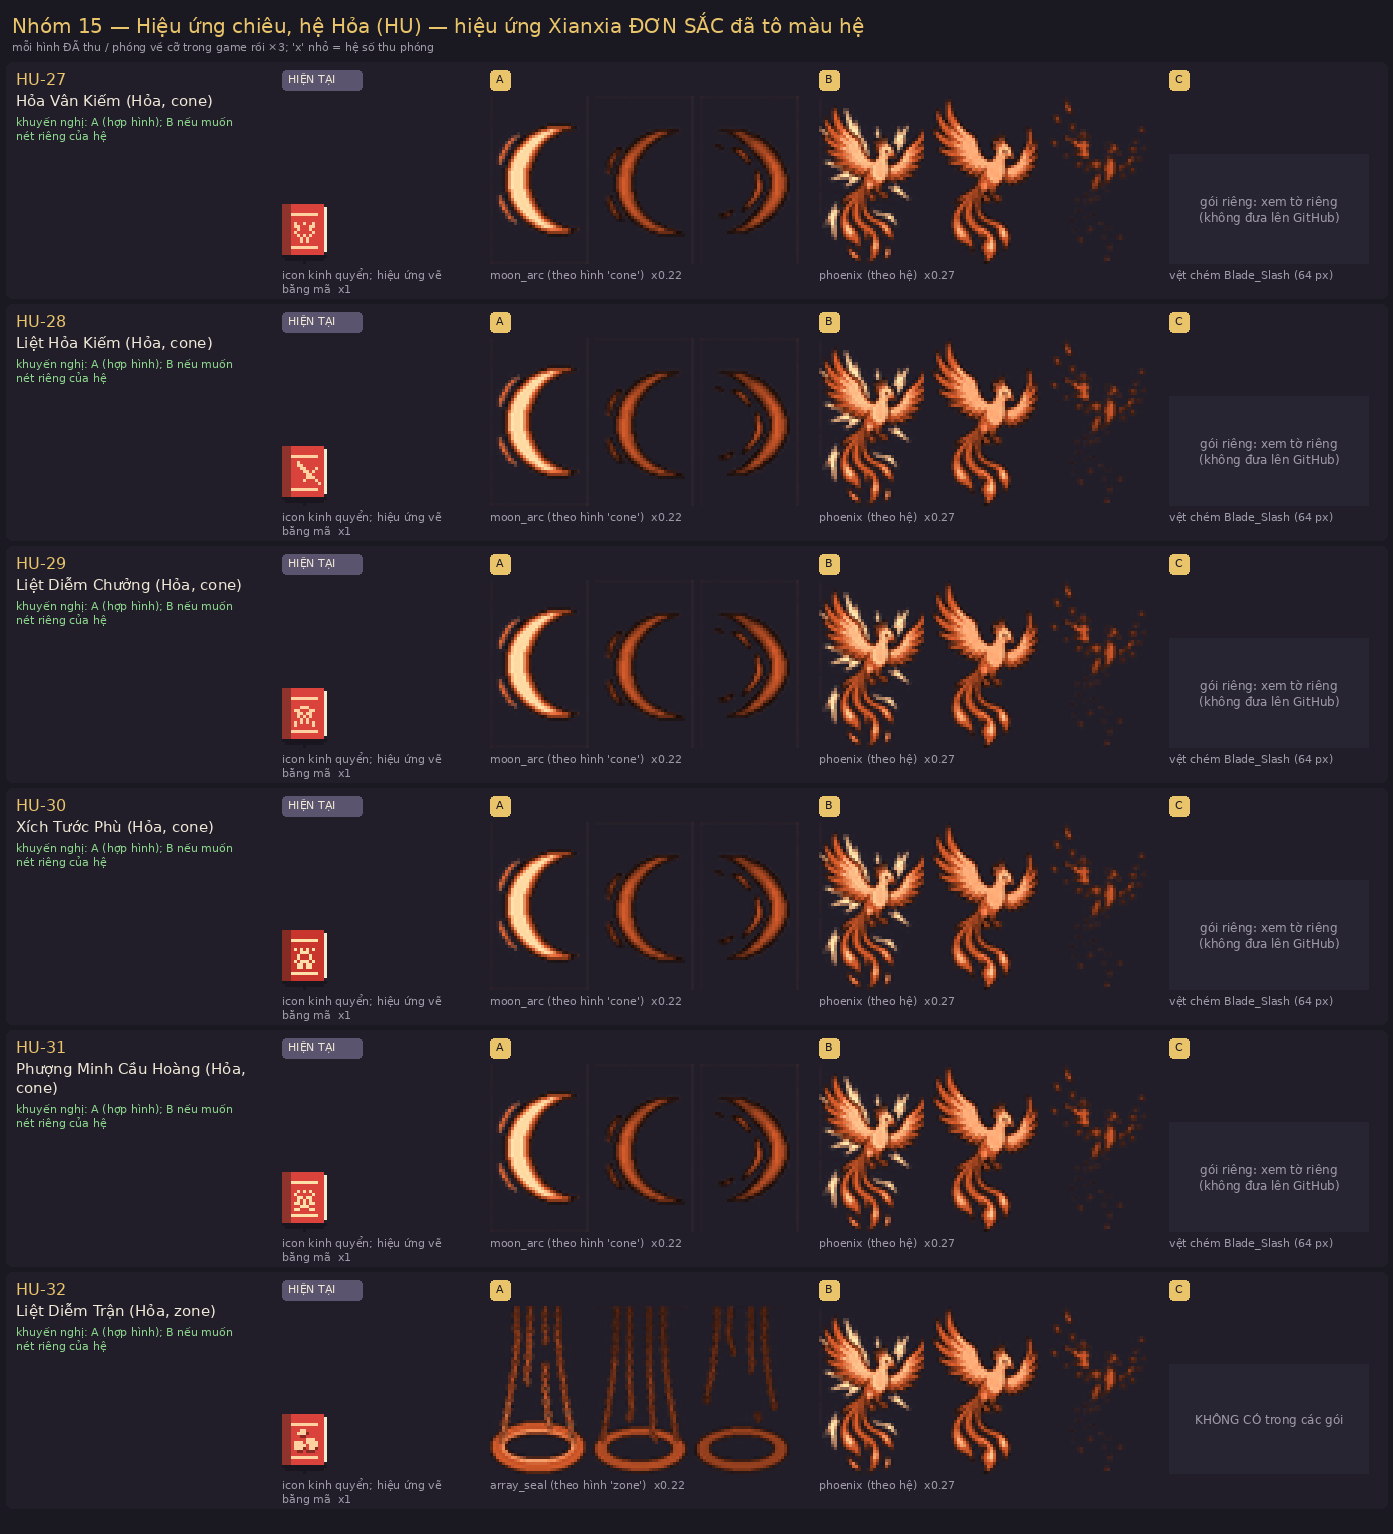 Nhóm 15 — Hiệu ứng chiêu, hệ Hỏa (HU) — hiệu ứng Xianxia ĐƠN SẮC đã tô màu hệ
mỗi hình ĐÃ thu / phóng về cỡ trong game rồi ×3; 'x' nhỏ = hệ số thu phóng
HU-27
Hỏa Vân Kiếm (Hỏa, cone)
khuyến nghị: A (hợp hình); B nếu muốn
nét riêng của hệ
HIỆN TẠI
icon kinh quyển; hiệu ứng vẽ
bằng mã  x1
A
moon_arc (theo hình 'cone')  x0.22
B
phoenix (theo hệ)  x0.27
C
gói riêng: xem tờ riêng
(không đưa lên GitHub)
vệt chém Blade_Slash (64 px)
HU-28
Liệt Hỏa Kiếm (Hỏa, cone)
khuyến nghị: A (hợp hình); B nếu muốn
nét riêng của hệ
HIỆN TẠI
icon kinh quyển; hiệu ứng vẽ
bằng mã  x1
A
moon_arc (theo hình 'cone')  x0.22
B
phoenix (theo hệ)  x0.27
C
gói riêng: xem tờ riêng
(không đưa lên GitHub)
vệt chém Blade_Slash (64 px)
HU-29
Liệt Diễm Chưởng (Hỏa, cone)
khuyến nghị: A (hợp hình); B nếu muốn
nét riêng của hệ
HIỆN TẠI
icon kinh quyển; hiệu ứng vẽ
bằng mã  x1
A
moon_arc (theo hình 'cone')  x0.22
B
phoenix (theo hệ)  x0.27
C
gói riêng: xem tờ riêng
(không đưa lên GitHub)
vệt chém Blade_Slash (64 px)
HU-30
Xích Tước Phù (Hỏa, cone)
khuyến nghị: A (hợp hình); B nếu muốn
nét riêng của hệ
HIỆN TẠI
icon kinh quyển; hiệu ứng vẽ
bằng mã  x1
A
moon_arc (theo hình 'cone')  x0.22
B
phoenix (theo hệ)  x0.27
C
gói riêng: xem tờ riêng
(không đưa lên GitHub)
vệt chém Blade_Slash (64 px)
HU-31
Phượng Minh Cầu Hoàng (Hỏa,
cone)
khuyến nghị: A (hợp hình); B nếu muốn
nét riêng của hệ
HIỆN TẠI
icon kinh quyển; hiệu ứng vẽ
bằng mã  x1
A
moon_arc (theo hình 'cone')  x0.22
B
phoenix (theo hệ)  x0.27
C
gói riêng: xem tờ riêng
(không đưa lên GitHub)
vệt chém Blade_Slash (64 px)
HU-32
Liệt Diễm Trận (Hỏa, zone)
khuyến nghị: A (hợp hình); B nếu muốn
nét riêng của hệ
HIỆN TẠI
icon kinh quyển; hiệu ứng vẽ
bằng mã  x1
A
array_seal (theo hình 'zone')  x0.22
B
phoenix (theo hệ)  x0.27
C
KHÔNG CÓ trong các gói